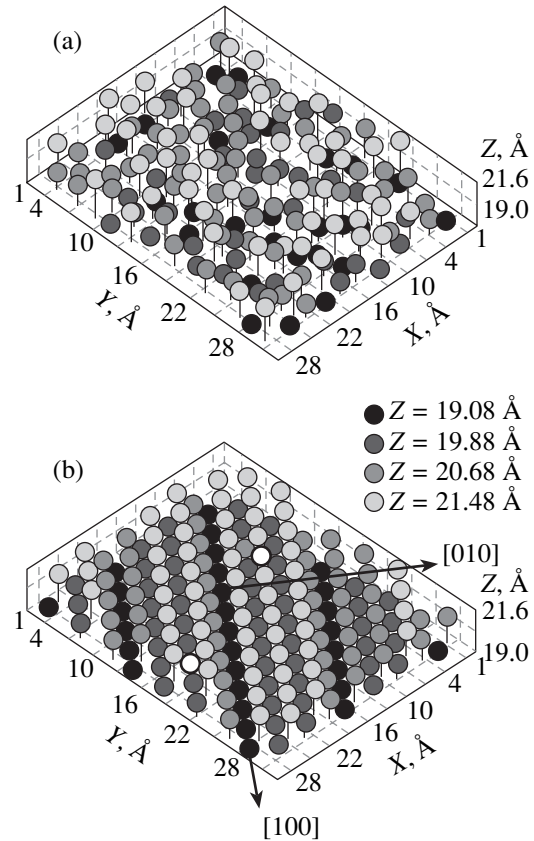 (a)
Z, Å
21.6
19.0
1
4
10
16
22
28
Y, Å
1
4
10
16
22
28
X, Å
Z = 19.08 Å
Z = 19.88 Å
Z = 20.68 Å
Z = 21.48 Å
(b)
[010]
Z, Å
21.6
19.0
1
4
10
16
22
28
Y, Å
1
4
10
16
22
28
X, Å
[100]